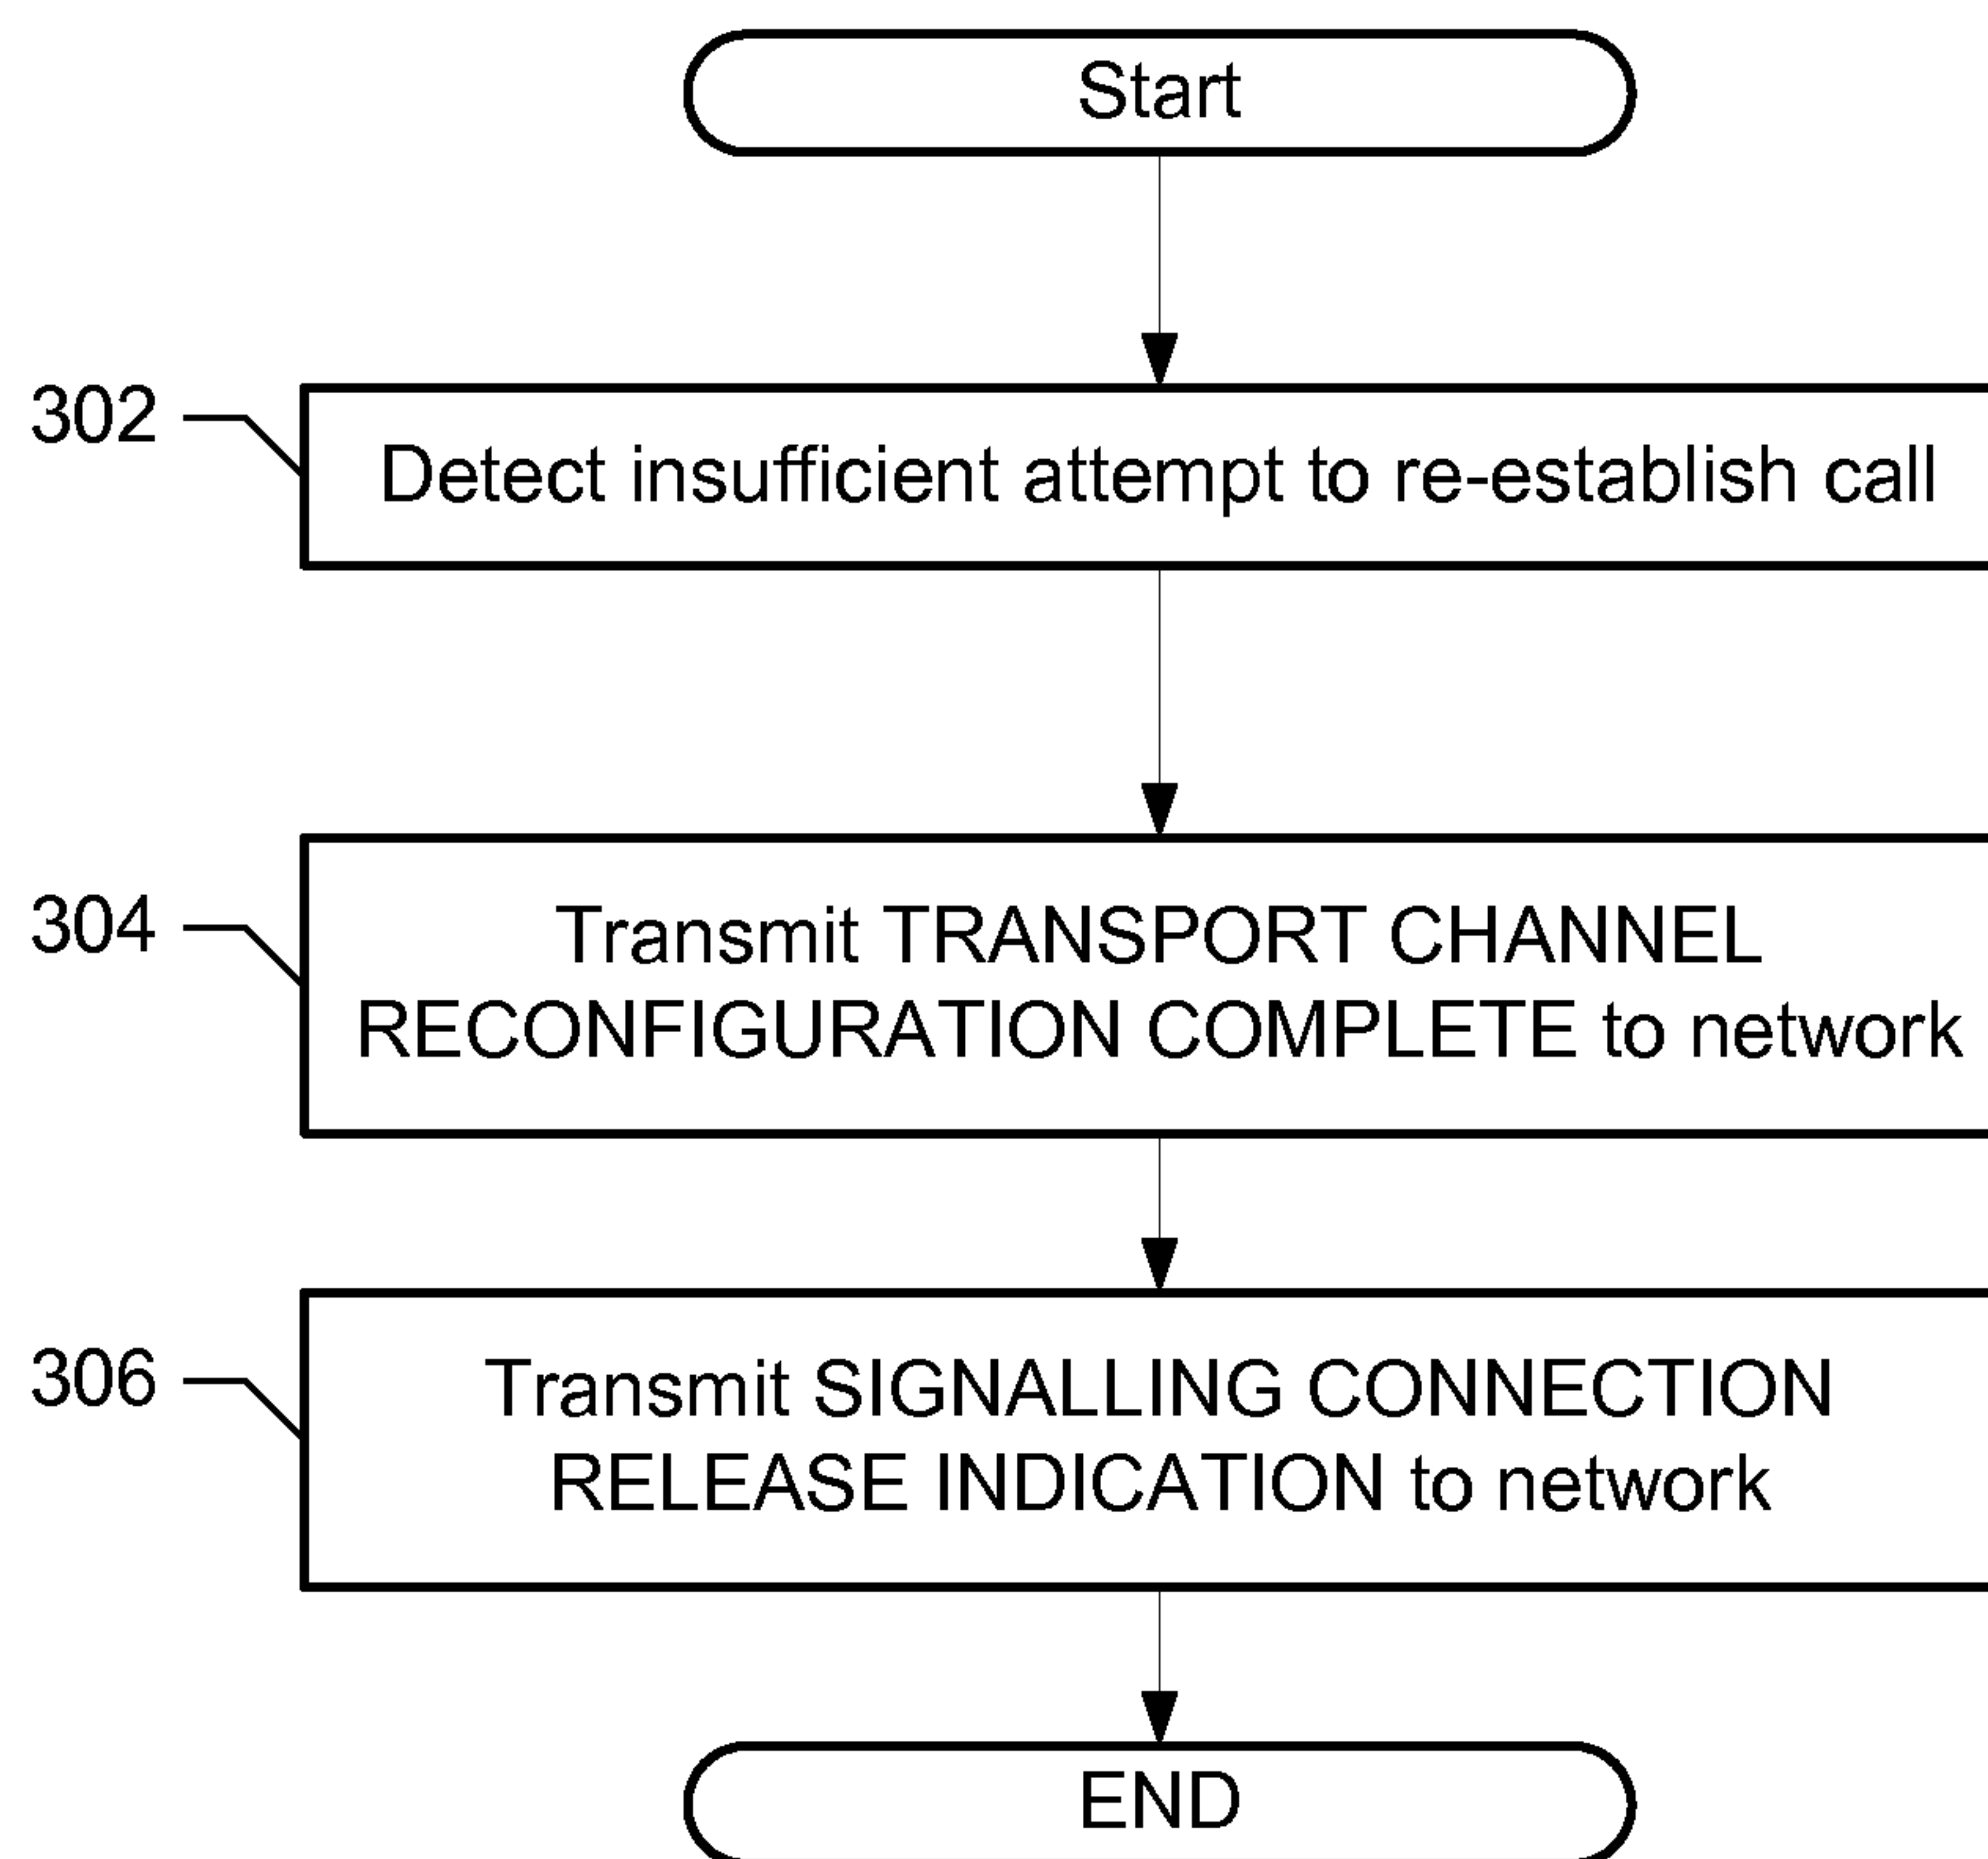 Start
302
Detect insufficient attempt to re-establish call
304
Transmit TRANSPORT CHANNEL
RECONFIGURATION COMPLETE to network
306
Transmit SIGNALLING CONNECTION
RELEASE INDICATION to network
END